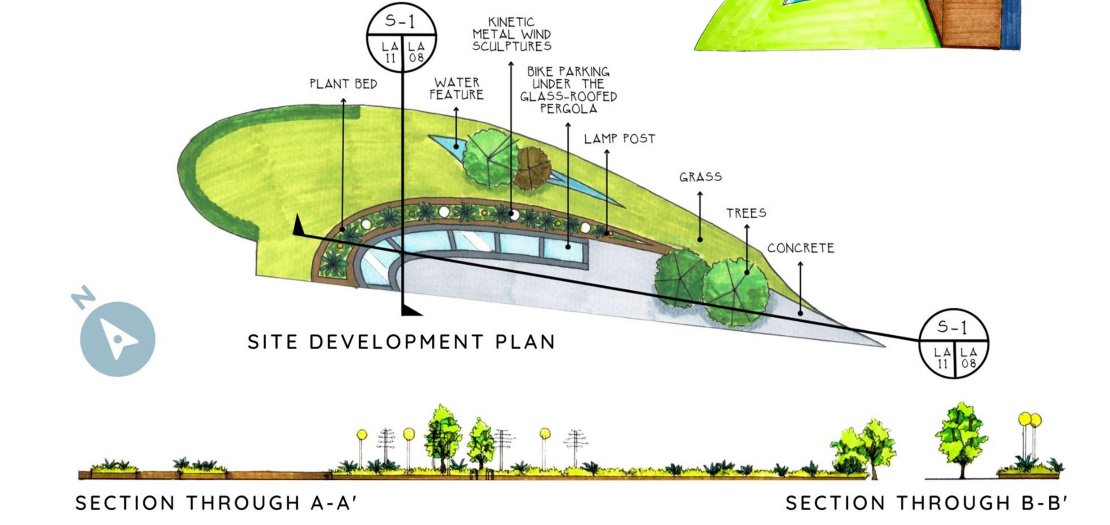 S-1
LA
11
LA
08
KINETIC
METAL WIND
SCULPTURES
PLANT BED
WATER
FEATURE
BIKE PARKING
UNDER THE
GLASS-ROOFED
PERGOLA
LAMP POST
GRASS
TREES
CONCRETE
N
SITE DEVELOPMENT PLAN
S-1
LA
11
LA
08
SECTION THROUGH A-A'
SECTION THROUGH B-B'